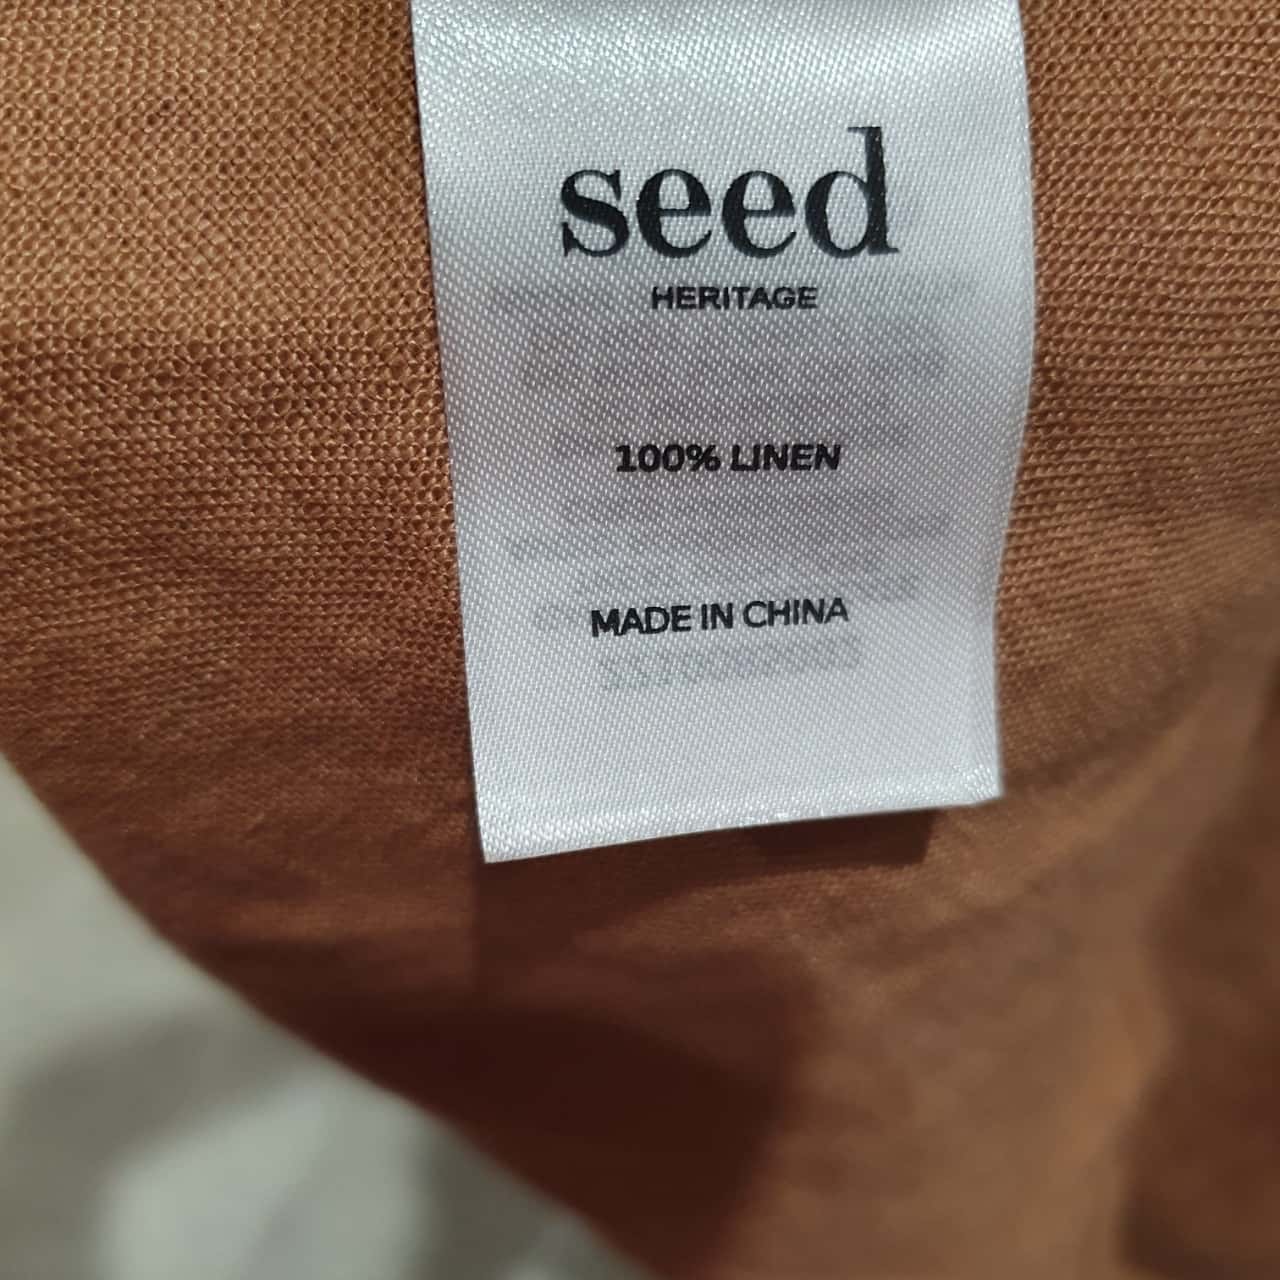 seed
HERITAGE
100% LINEN
MADE IN CHINA